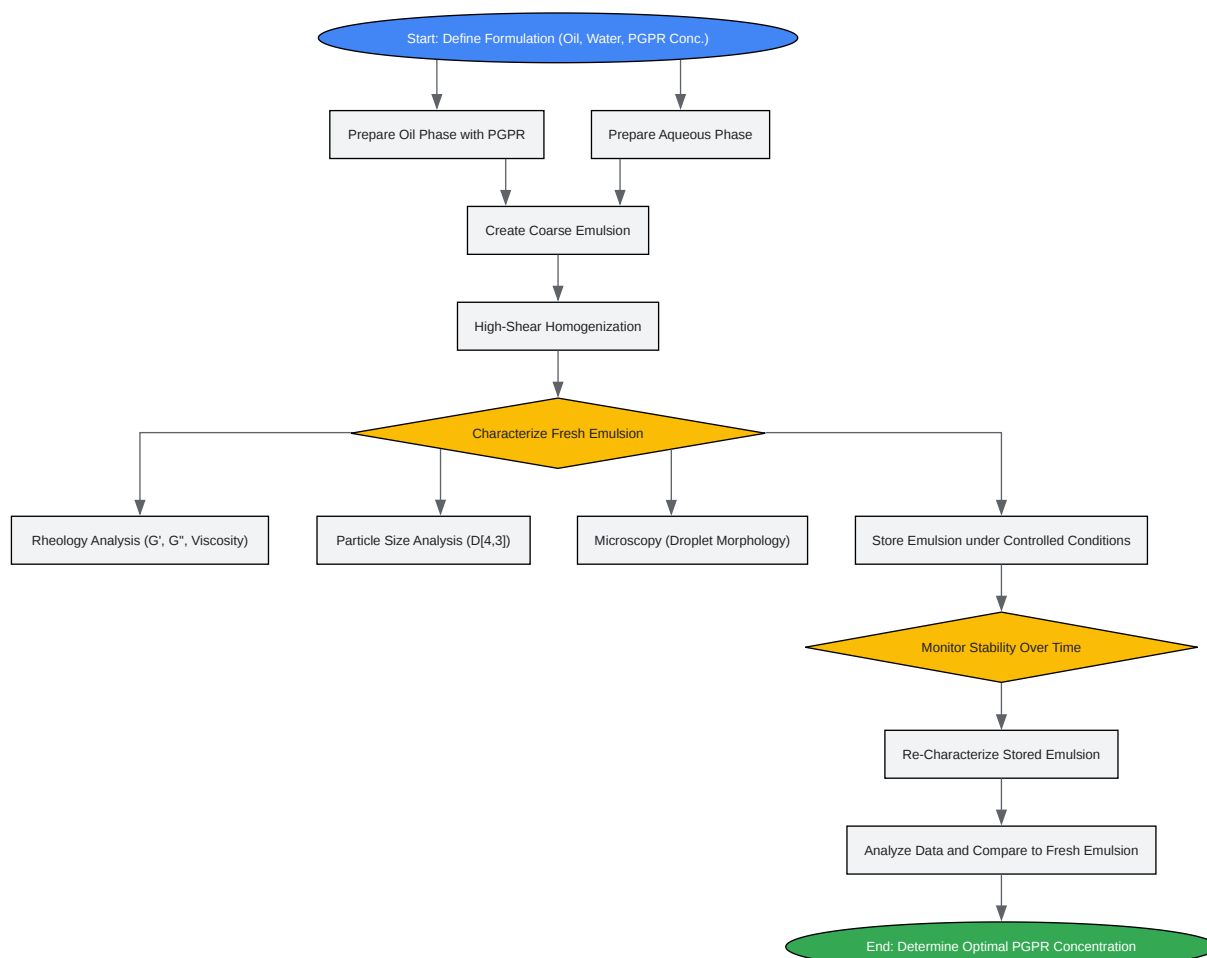 Start: Define Formulation (Oil, Water, PGPR Conc.)
Prepare Oil Phase with PGPR
Prepare Aqueous Phase
Create Coarse Emulsion
High-Shear Homogenization
Characterize Fresh Emulsion
Rheology Analysis (G', G'', Viscosity)
Particle Size Analysis (D[4,3])
Microscopy (Droplet Morphology)
Store Emulsion under Controlled Conditions
Monitor Stability Over Time
Re-Characterize Stored Emulsion
Analyze Data and Compare to Fresh Emulsion
End: Determine Optimal PGPR Concentration